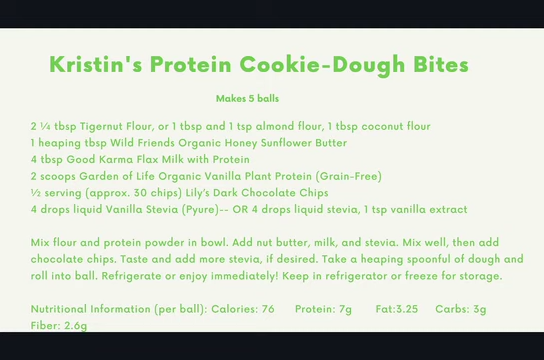 Kristin's Protein Cookie-Dough Bites
Makes 5 balls
2 ¼ tbsp Tigernut Flour, or 1 tbsp and 1 tsp almond flour, 1 tbsp coconut flour
1 heaping tbsp Wild Friends Organic Honey Sunflower Butter
4 tbsp Good Karma Flax Milk with Protein
2 scoops Garden of Life Organic Vanilla Plant Protein (Grain-Free)
½ serving (approx. 30 chips) Lily's Dark Chocolate Chips
4 drops liquid Vanilla Stevia (Pyure)-- OR 4 drops liquid stevia, 1 tsp vanilla extract
Mix flour and protein powder in bowl. Add nut butter, milk, and stevia. Mix well, then add
chocolate chips. Taste and add more stevia, if desired. Take a heaping spoonful of dough and
roll into ball. Refrigerate or enjoy immediately! Keep in refrigerator or freeze for storage.
Nutritional Information (per ball): Calories: 76 Protein: 7g Fat:3.25 Carbs: 3g
Fiber: 2.6g